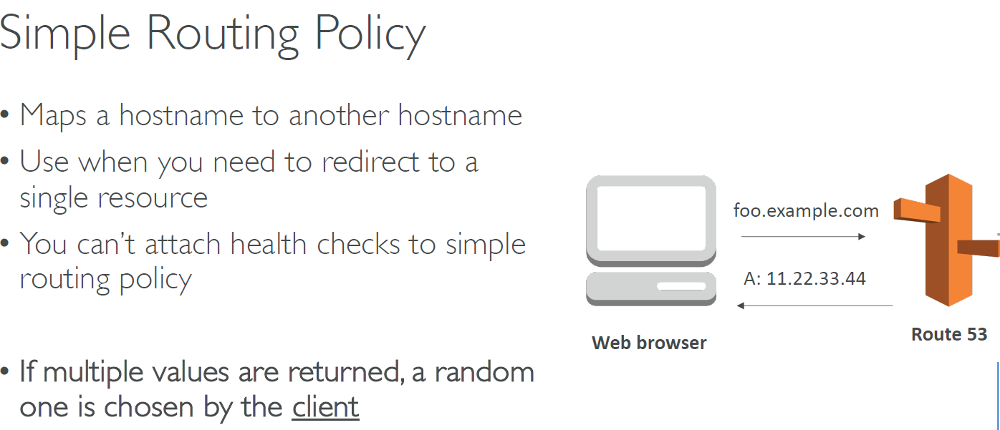 Simple Routing Policy
• Maps a hostname to another hostname
• Use when you need to redirect to a
single resource
• You can’t attach health checks to simple
routing policy
• If multiple values are returned, a random
one is chosen by the client
foo.example.com
A: 11.22.33.44
Web browser
Route 53